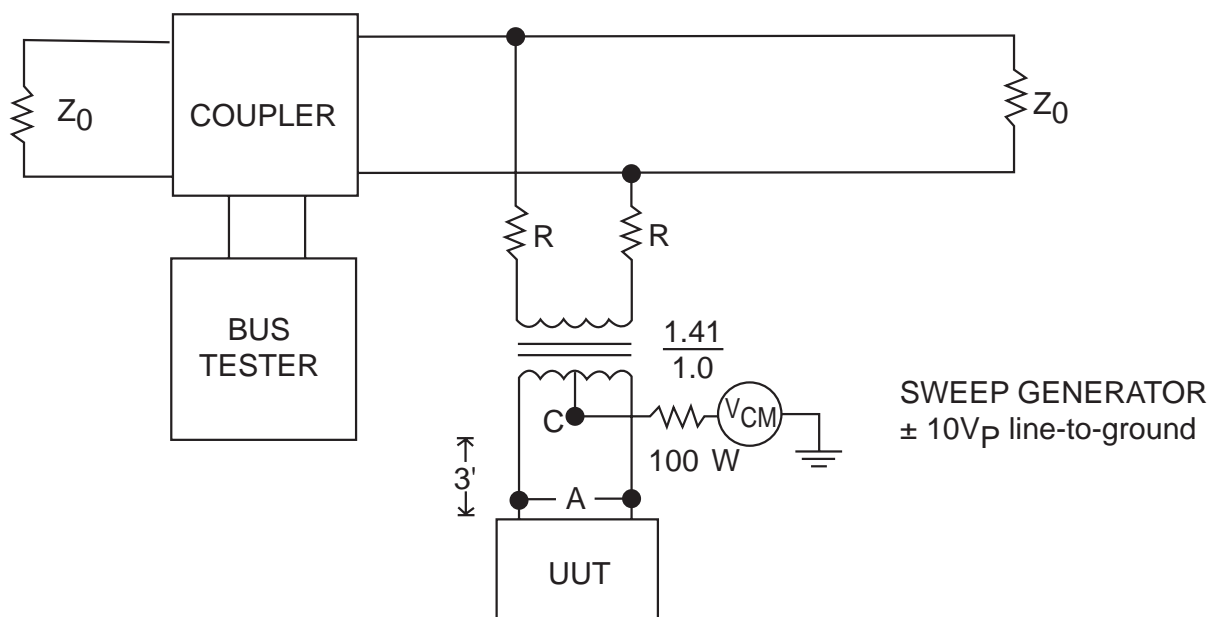 Z0
COUPLER
Z0
R
R
BUS
TESTER
1.41
1.0
SWEEP GENERATOR
± 10VP line-to-ground
C
VCM
100 W
3'
A
UUT